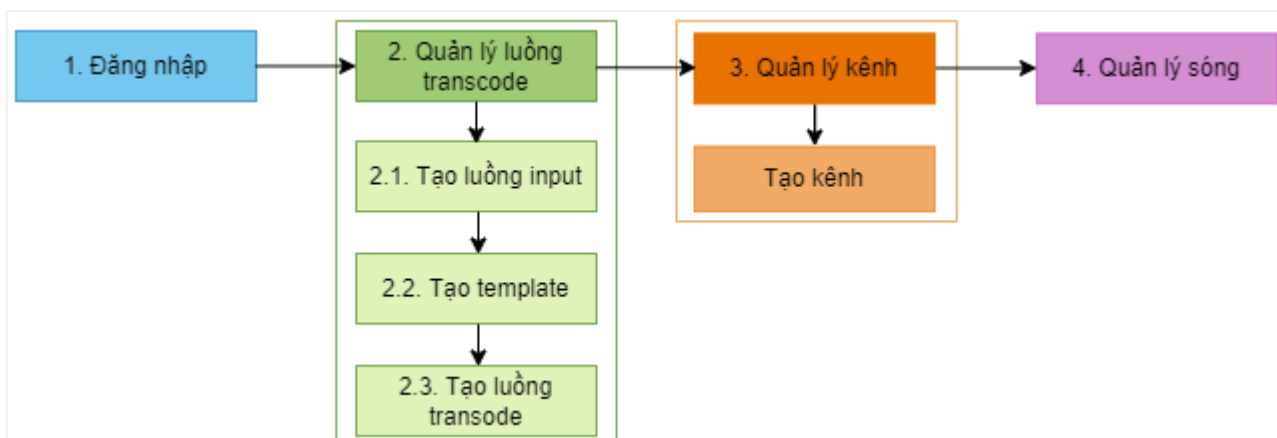 1. Đăng nhập
2. Quản lý luồng
transcode
3. Quản lý kênh
4. Quản lý sóng
2.1. Tạo luồng input
Tạo kênh
2.2. Tạo template
2.3. Tạo luồng
transode